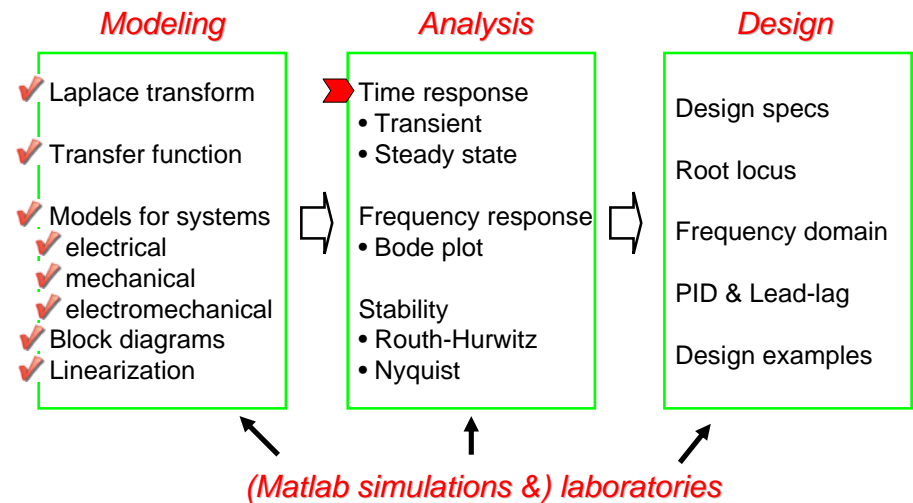 Modeling
Laplace transform
Transfer function
Models for systems
electrical
mechanical
electromechanical
Block diagrams
Linearization
Analysis
Time response
• Transient
• Steady state
Frequency response
• Bode plot
Stability
• Routh-Hurwitz
• Nyquist
Design
Design specs
Root locus
Frequency domain
PID & Lead-lag
Design examples
(Matlab simulations &) laboratories